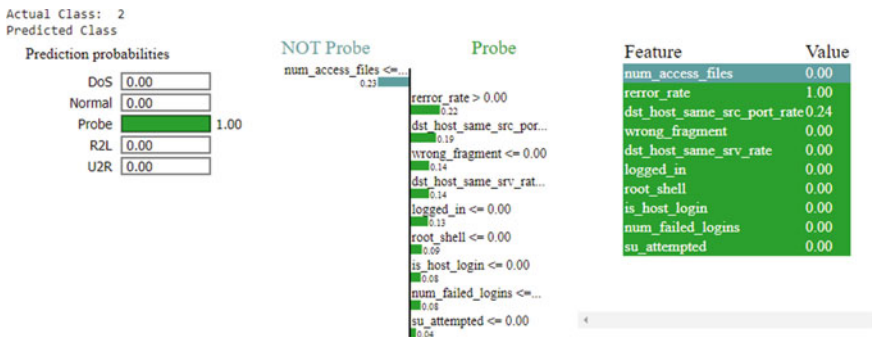 Actual Class: 2
Predicted Class
Prediction probabilities
DoS 0.00
Normal 0.00
Probe 1.00
R2L 0.00
U2R 0.00
NOT Probe Probe
num_access_files <=...
0.23
rerror_rate > 0.00
0.22
dst_host_same_src_por...
0.19
wrong_fragment <= 0.00
0.14
dst_host_same_srv_rat...
0.14
logged_in <= 0.00
0.13
root_shell <= 0.00
0.09
is_host_login <= 0.00
0.08
num_failed_logins <=...
0.08
su_attempted <= 0.00
0.04
Feature Value
num_access_files 0.00
rerror_rate 1.00
dst_host_same_src_port_rate 0.24
wrong_fragment 0.00
dst_host_same_srv_rate 0.00
logged_in 0.00
root_shell 0.00
is_host_login 0.00
num_failed_logins 0.00
su_attempted 0.00